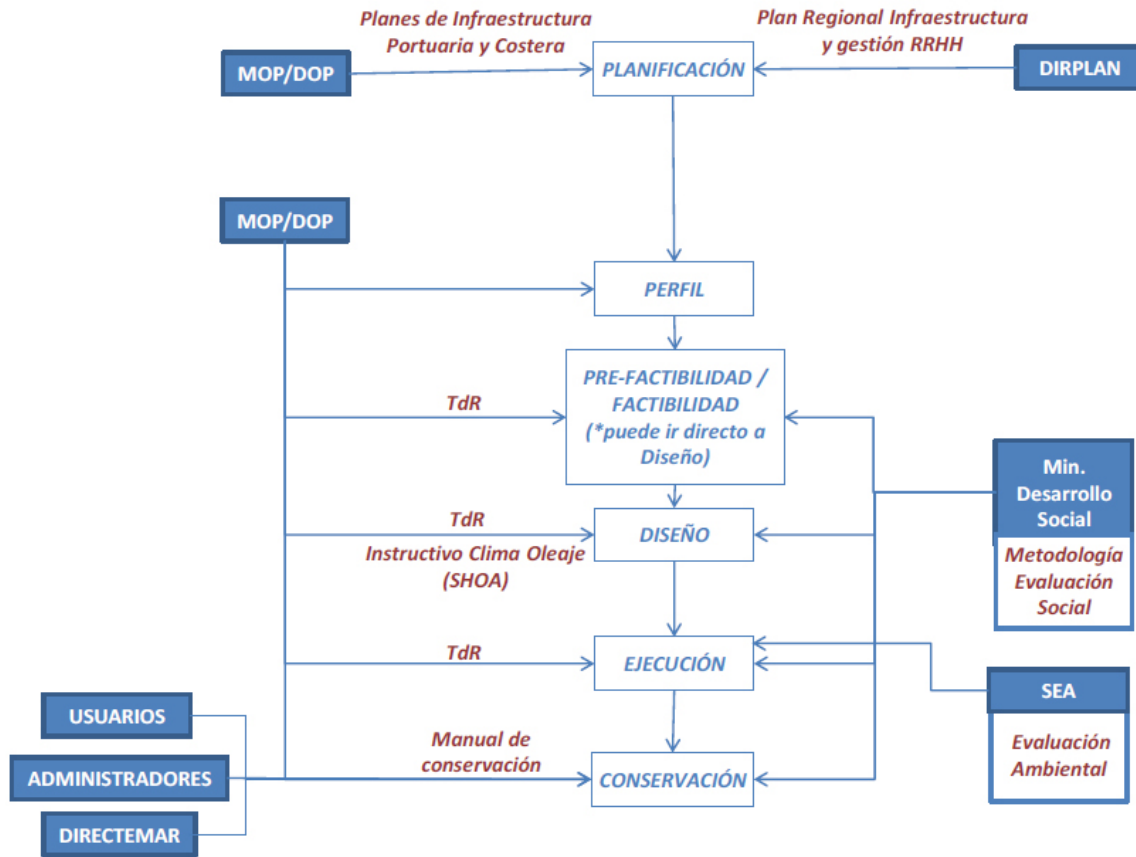 Planes de Infraestructura
Portuaria y Costera
Plan Regional Infraestructura
y gestión RRHH
MOP/DOP
PLANIFICACIÓN
DIRPLAN
MOP/DOP
PERFIL
PRE-FACTIBILIDAD /
FACTIBILIDAD
(*puede ir directo a
Diseño)
TdR
Min.
Desarrollo
Social
Metodología
Evaluación
Social
TdR
Instructivo Clima Oleaje
(SHOA)
DISEÑO
TdR
EJECUCIÓN
SEA
Evaluación
Ambiental
USUARIOS
ADMINISTRADORES
DIRECTEMAR
Manual de
conservación
CONSERVACIÓN